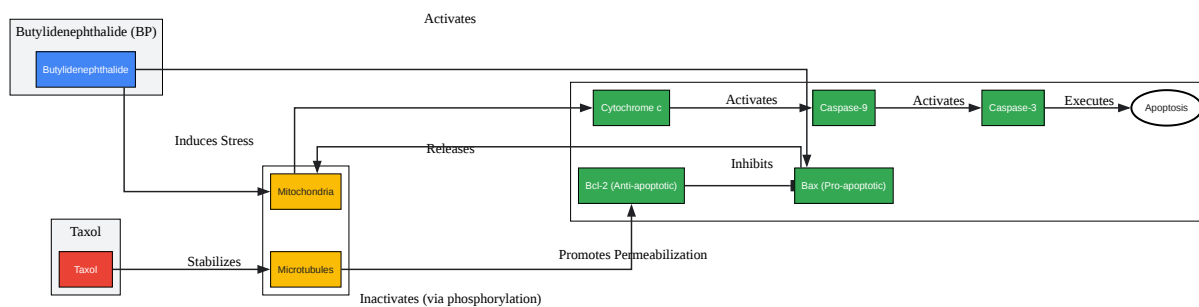 Activates
Butylidenephthalide (BP)
Butylidenephthalide
Cytochrome c
Activates
Caspase-9
Activates
Caspase-3
Executes
Apoptosis
Induces Stress
Releases
Inhibits
Mitochondria
Bcl-2 (Anti-apoptotic)
Bax (Pro-apoptotic)
Taxol
Taxol
Stabilizes
Microtubules
Promotes Permeabilization
Inactivates (via phosphorylation)